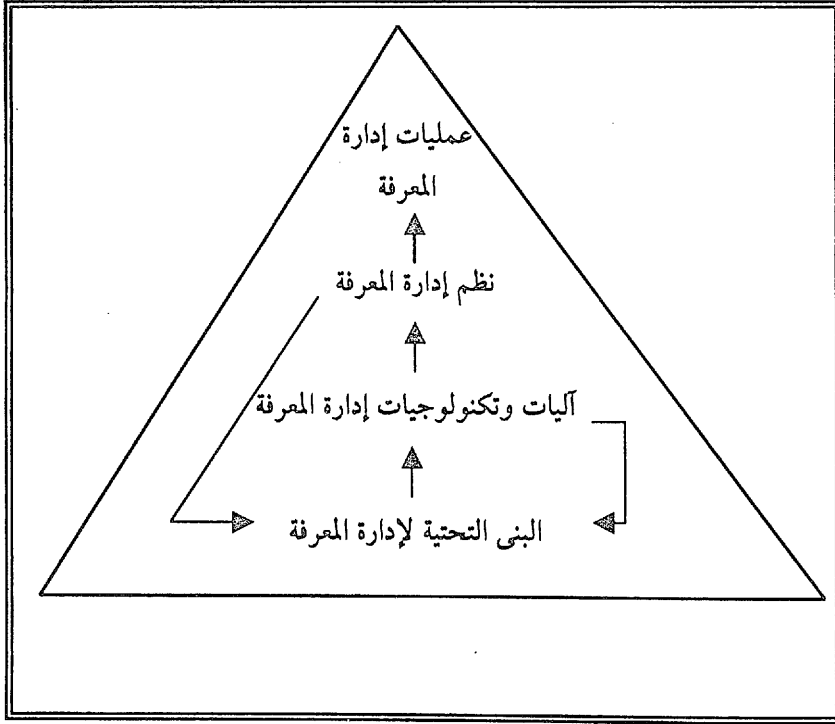 عمليات إدارة
المعرفة
نظم إدارة المعرفة
آليات وتكنولوجيات إدارة المعرفة
البنى التحتية لإدارة المعرفة